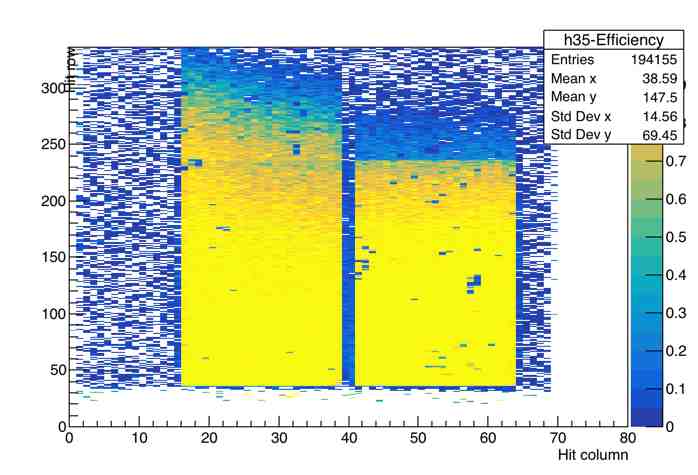 h35-Efficiency
Entries 194155
Mean x 38.59
Mean y 147.5
Std Dev x 14.56
Std Dev y 69.45
Hit row
300
250
200
150
100
50
0
0 10 20 30 40 50 60 70 80
Hit column
0.7
0.6
0.5
0.4
0.3
0.2
0.1
0